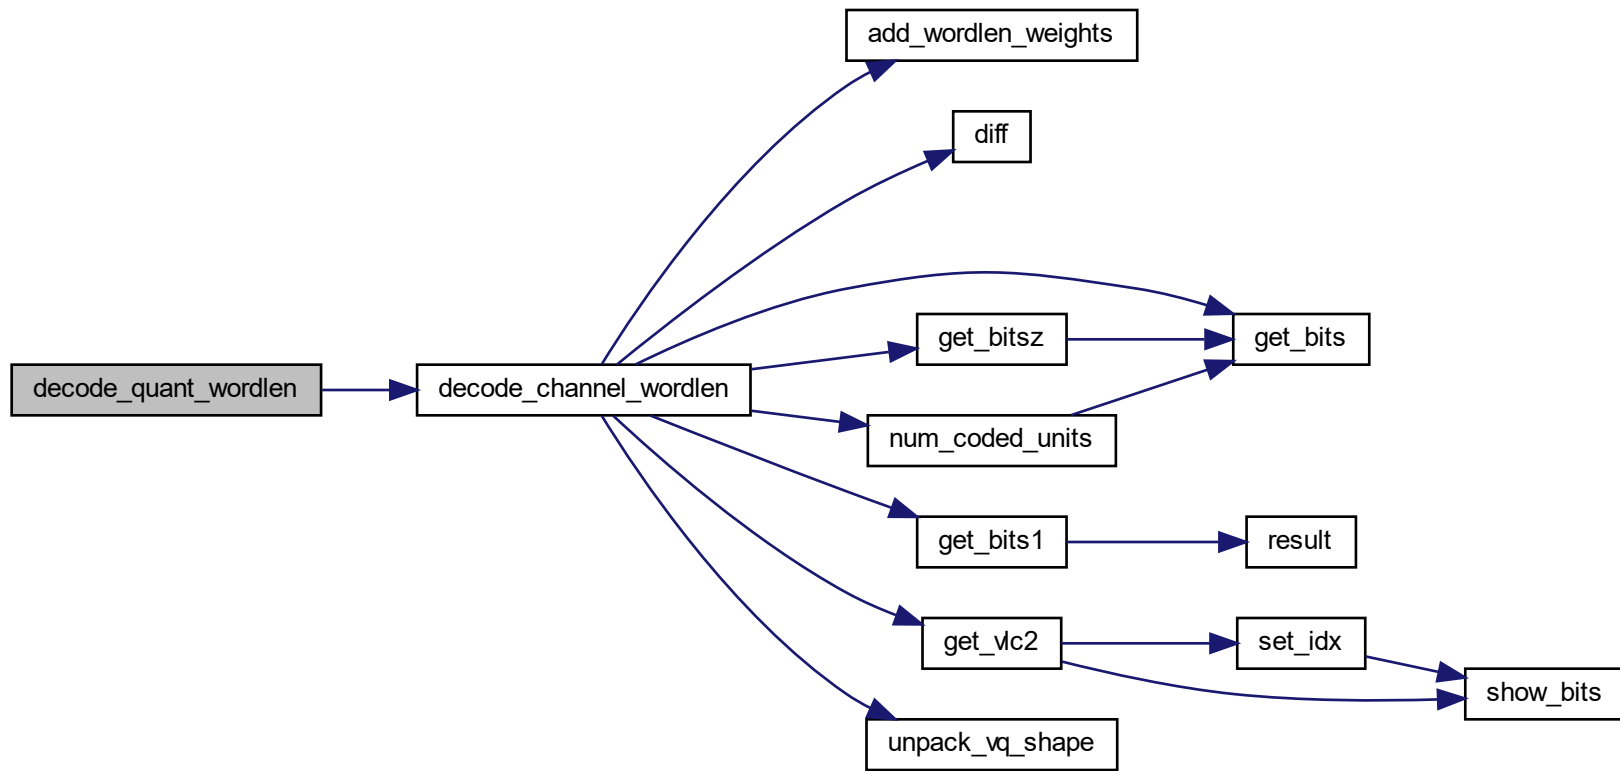 add_wordlen_weights
diff
get_bitsz
get_bits
decode_quant_wordlen
decode_channel_wordlen
num_coded_units
get_bits1
result
get_vlc2
set_idx
show_bits
unpack_vq_shape